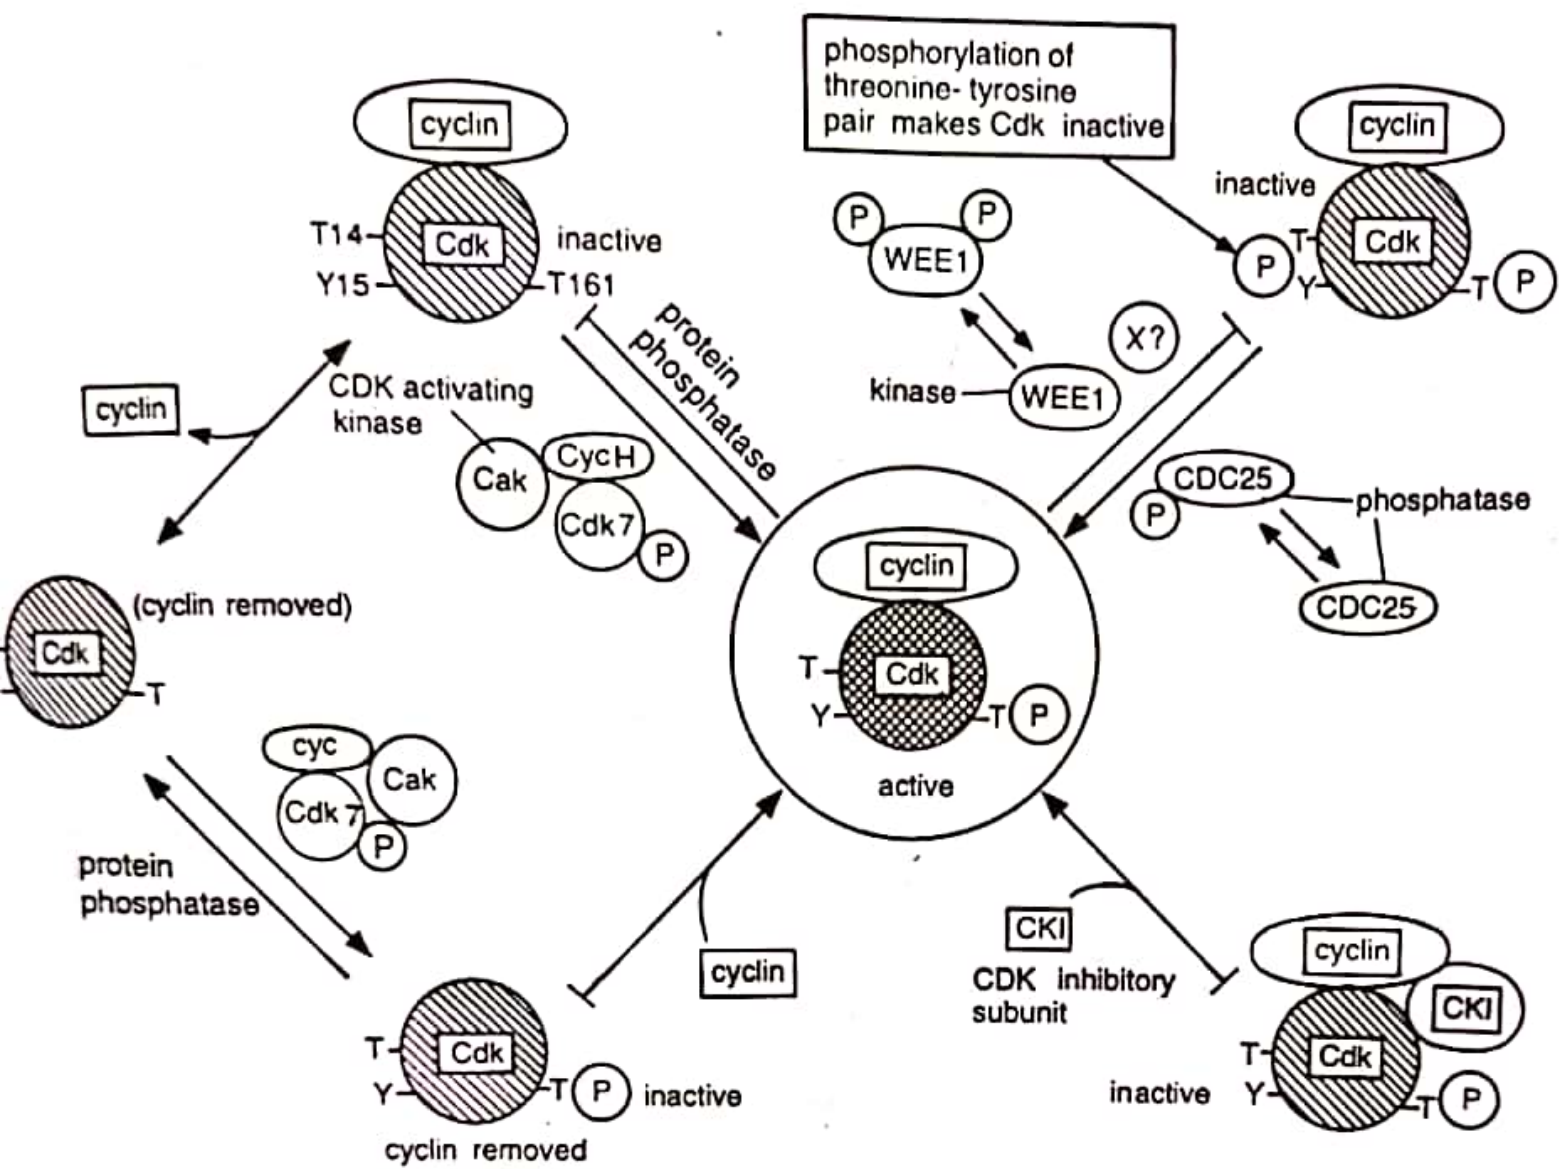 phosphorylation of
threonine- tyrosine
pair makes Cdk inactive
cyclin
Cdk
T14
Y15
inactive
T161
cyclin
inactive
Cdk
P
T
Y
T
P
P
P
WEE1
X?
kinase
WEE1
protein
phosphatase
cyclin
CDK activating
kinase
Cak
CycH
Cdk7
P
CDC25
P
phosphatase
CDC25
(cyclin removed)
Cdk
T
cyclin
Cdk
T
Y
T
P
active
cyc
Cak
Cdk 7
P
protein
phosphatase
cyclin
Cdk
T
Y
T
P
inactive
cyclin removed
CKI
CDK inhibitory
subunit
cyclin
CKI
Cdk
T
Y
T
P
inactive